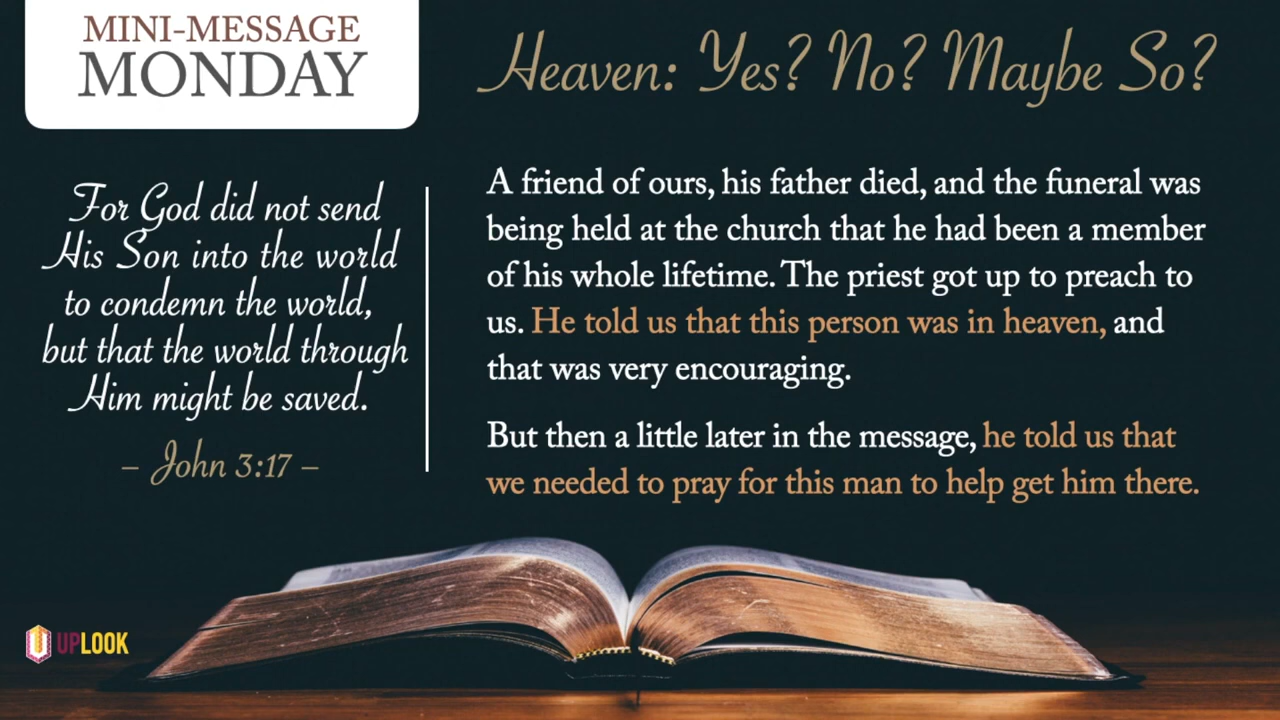 MINI-MESSAGE
MONDAY
Heaven: Yes? No? Maybe So?
For God did not send
His Son into the world
to condemn the world,
but that the world through
Him might be saved.
– John 3:17 –
A friend of ours, his father died, and the funeral was
being held at the church that he had been a member
of his whole lifetime. The priest got up to preach to
us. He told us that this person was in heaven, and
that was very encouraging.
But then a little later in the message, he told us that
we needed to pray for this man to help get him there.
UPLOOK